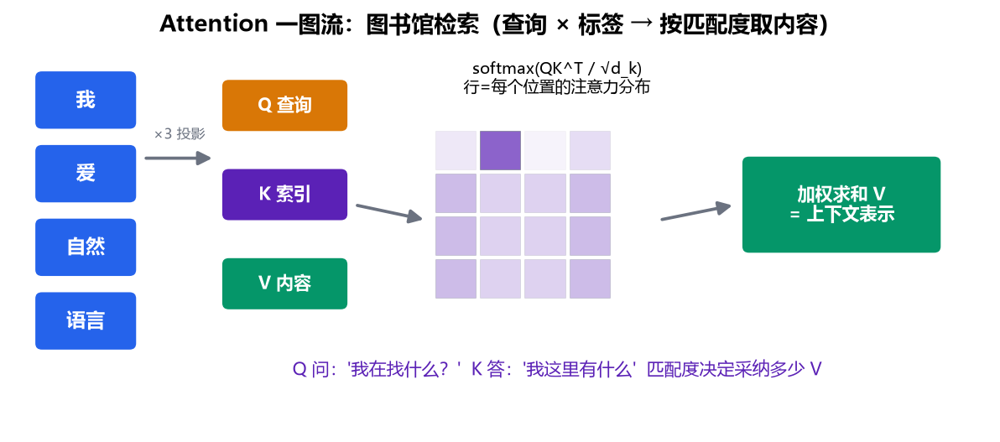 Attention 一图流：图书馆检索（查询 × 标签 → 按匹配度取内容）
我
爱
自然
语言
×3 投影
Q 查询
K 索引
V 内容
softmax(QK^T / √d_k)
行=每个位置的注意力分布
加权求和 V
= 上下文表示
Q 问：'我在找什么？' K 答：'我这里有什么' 匹配度决定采纳多少 V